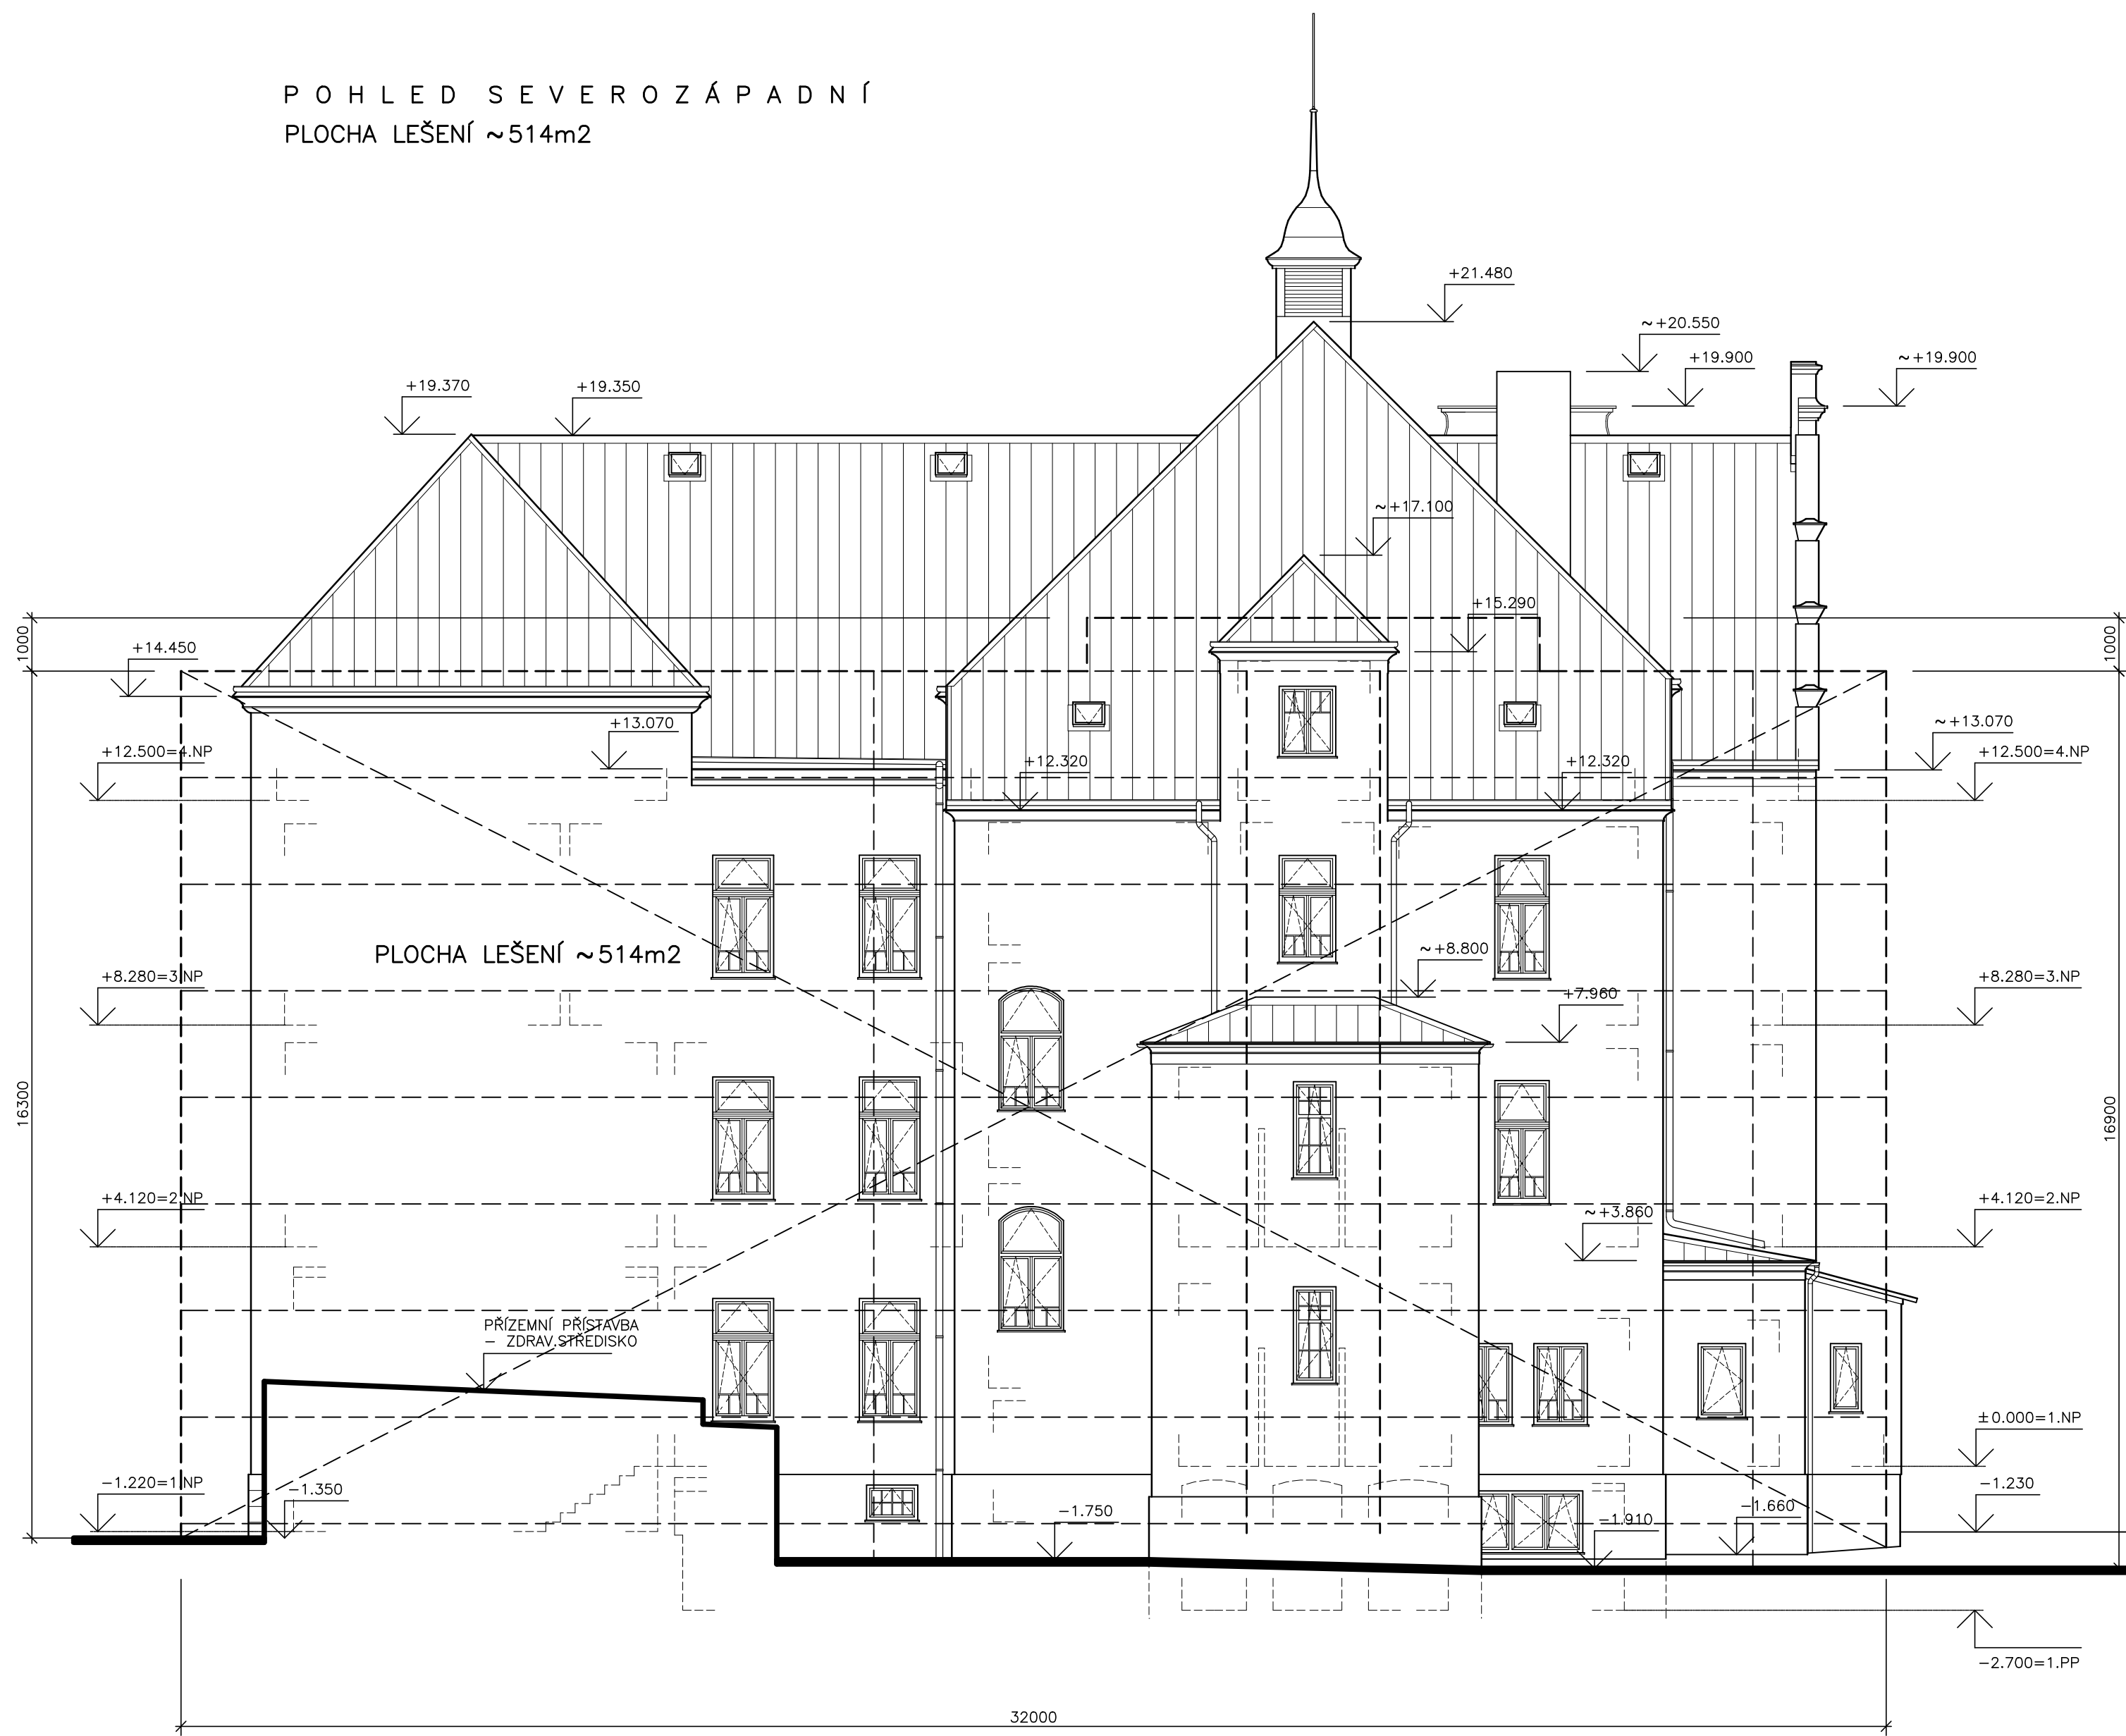 POHLED SEVEROZÁPADNÍ
PLOCHA LEŠENÍ ~514m2
+21.480
~+20.550
+19.900
~+19.900
+19.370
+19.350
~+17.100
+15.290
1000
1000
+14.450
+13.070
~+13.070
+12.500=4.NP
+12.320
+12.320
+12.500=4.NP
PLOCHA LEŠENÍ ~514m2
~+8.800
+8.280=3.NP
+7.960
+8.280=3.NP
16300
16900
+4.120=2.NP
~+3.860
+4.120=2.NP
PŘÍZEMNÍ PŘÍSTAVBA
- ZDRAV.STŘEDISKO
±0.000=1.NP
-1.220=1.NP
-1.350
-1.750
-1.910
-1.660
-1.230
-2.700=1.PP
32000